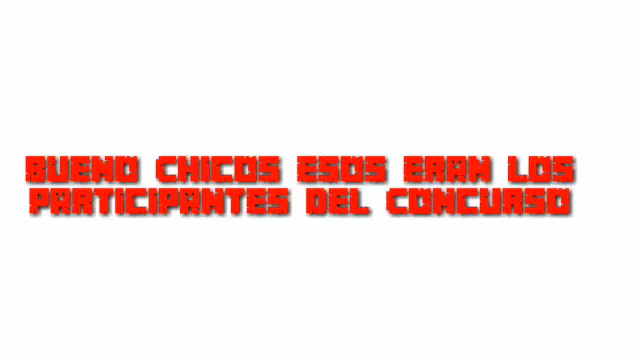 BUENO CHICOS ESOS ERAN LOS
PARTICIPANTES DEL CONCURSO